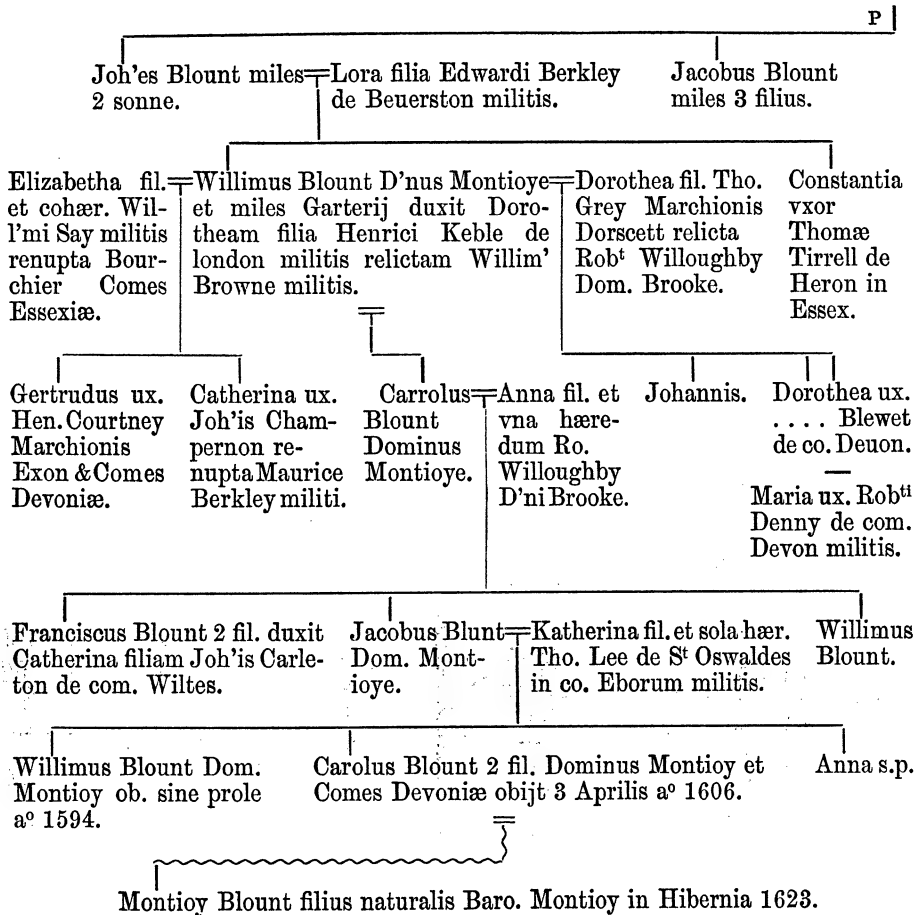 P
Joh'es Blount miles
2 sonne.
Lora filia Edwardi Berkley
de Beuerston militis.
Jacobus Blount
miles 3 filius.
Elizabetha fil.
et cohær. Wil-
l'mi Say militis
renupta Bour-
chier Comes
Essexiæ.
Willimus Blount D'nus Montioye
et miles Garterij duxit Doro-
theam filia Henrici Keble de
london militis relictam Willim'
Browne militis.
Dorothea fil. Tho.
Grey Marchionis
Dorscett relicta
Robᵗ Willoughby
Dom. Brooke.
Constantia
vxor
Thomæ
Tirrell de
Heron in
Essex.
Gertrudus ux.
Hen. Courtney
Marchionis
Exon & Comes
Devoniæ.
Catherina ux.
Joh'is Cham-
pernon re-
nupta Maurice
Berkley militi.
Carrolus
Blount
Dominus
Montioye.
Anna fil. et
vna hære-
dum Ro.
Willoughby
D'ni Brooke.
Johannis.
Dorothea ux.
.... Blewet
de co. Deuon.
—
Maria ux. Robᵗⁱ
Denny de com.
Devon militis.
Franciscus Blount 2 fil. duxit
Catherina filiam Joh'is Carle-
ton de com. Wiltes.
Jacobus Blunt
Dom. Mont-
ioye.
Katherina fil. et sola hær.
Tho. Lee de Sᵗ Oswaldes
in co. Eborum militis.
Willimus
Blount.
Willimus Blount Dom.
Montioy ob. sine prole
aº 1594.
Carolus Blount 2 fil. Dominus Montioy et
Comes Devoniæ obijt 3 Aprilis aº 1606.
Anna s.p.
Montioy Blount filius naturalis Baro. Montioy in Hibernia 1623.